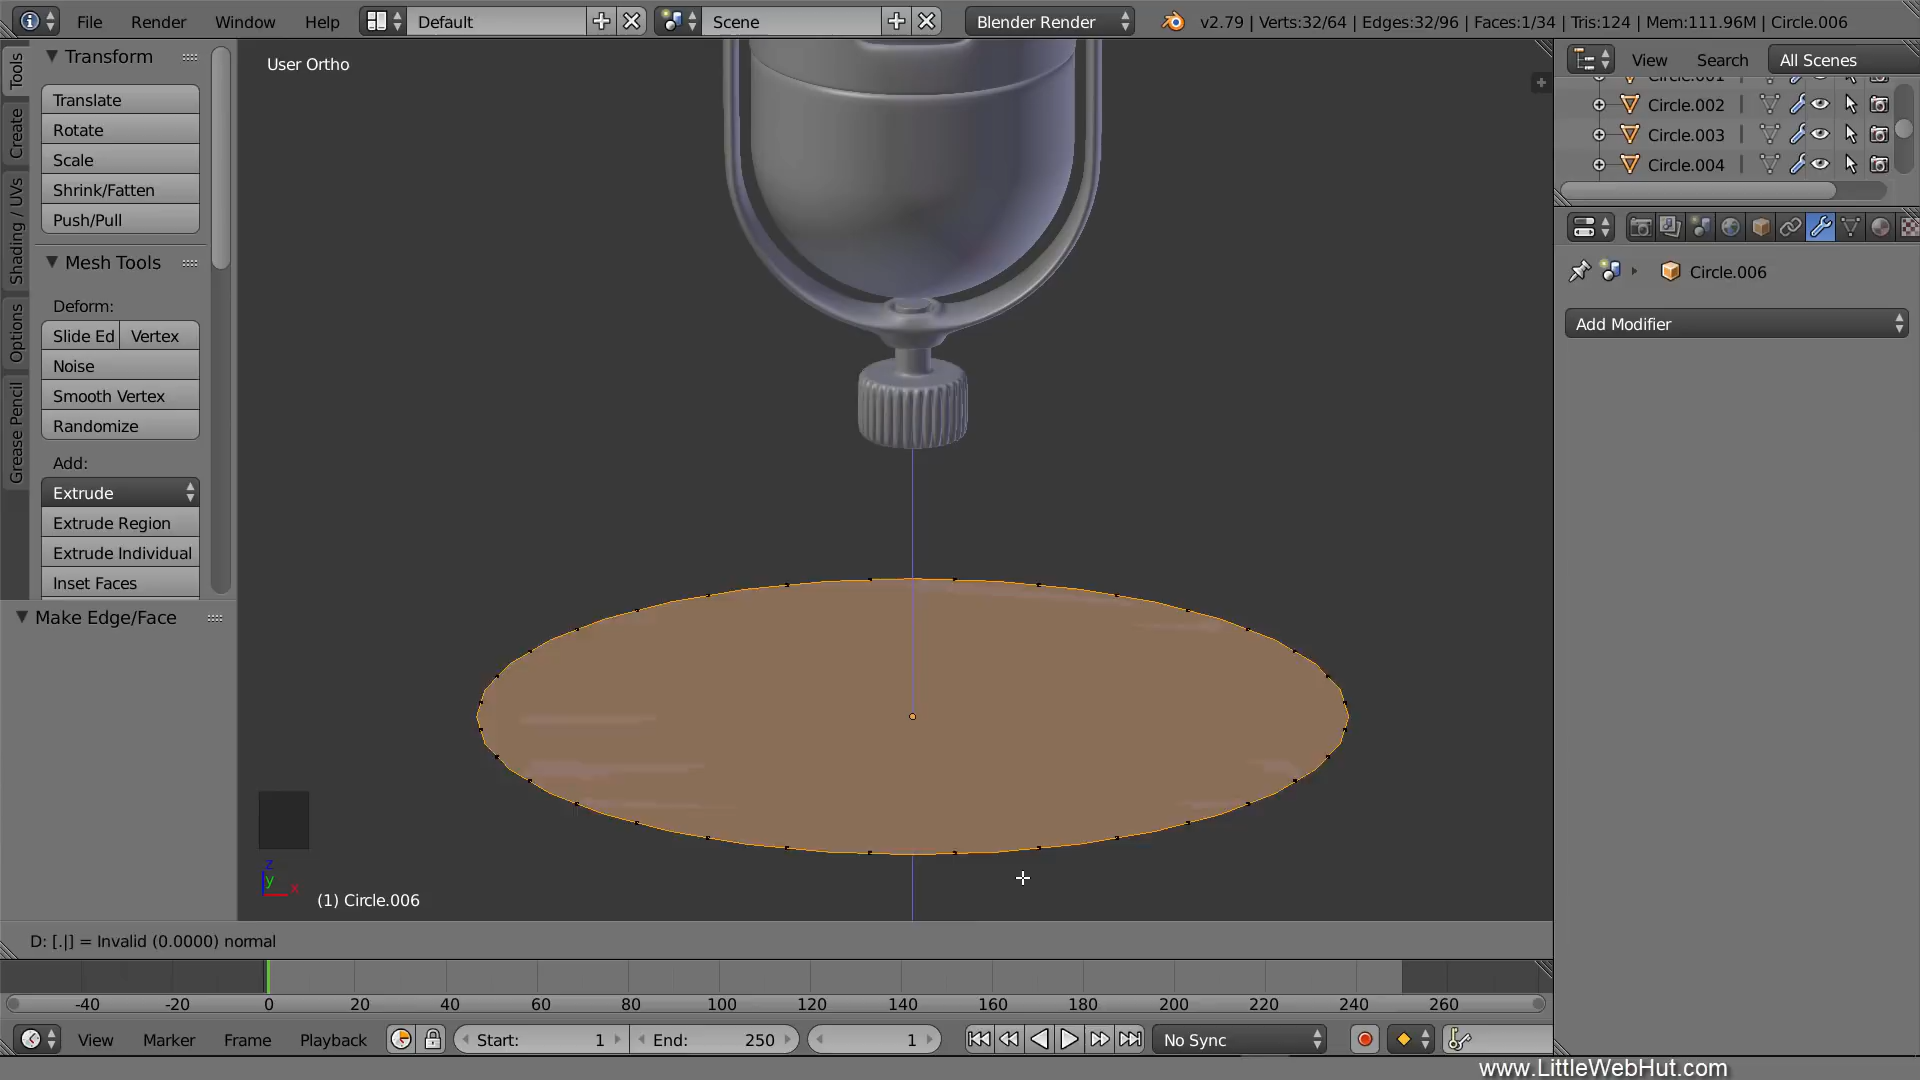 File Render Window Help Default Scene Blender Render v2.79 | Verts:32/64 | Edges:32/96 | Faces:1/34 | Tris:124 | Mem:111.96M | Circle.006
Tools
Create
Shading / UVs
Options
Grease Pencil
Transform
Translate
Rotate
Scale
Shrink/Fatten
Push/Pull
Mesh Tools
Deform:
Slide Ed Vertex
Noise
Smooth Vertex
Randomize
Add:
Extrude
Extrude Region
Extrude Individual
Inset Faces
Make Edge/Face
User Ortho
z
y
x
(1) Circle.006
D: [.|] = Invalid (0.0000) normal
View Search All Scenes
Circle.001
Circle.002
Circle.003
Circle.004
Circle.006
Add Modifier
-40 -20 0 20 40 60 80 100 120 140 160 180 200 220 240 260
View Marker Frame Playback Start: 1 End: 250 1 No Sync
www.LittleWebHut.com